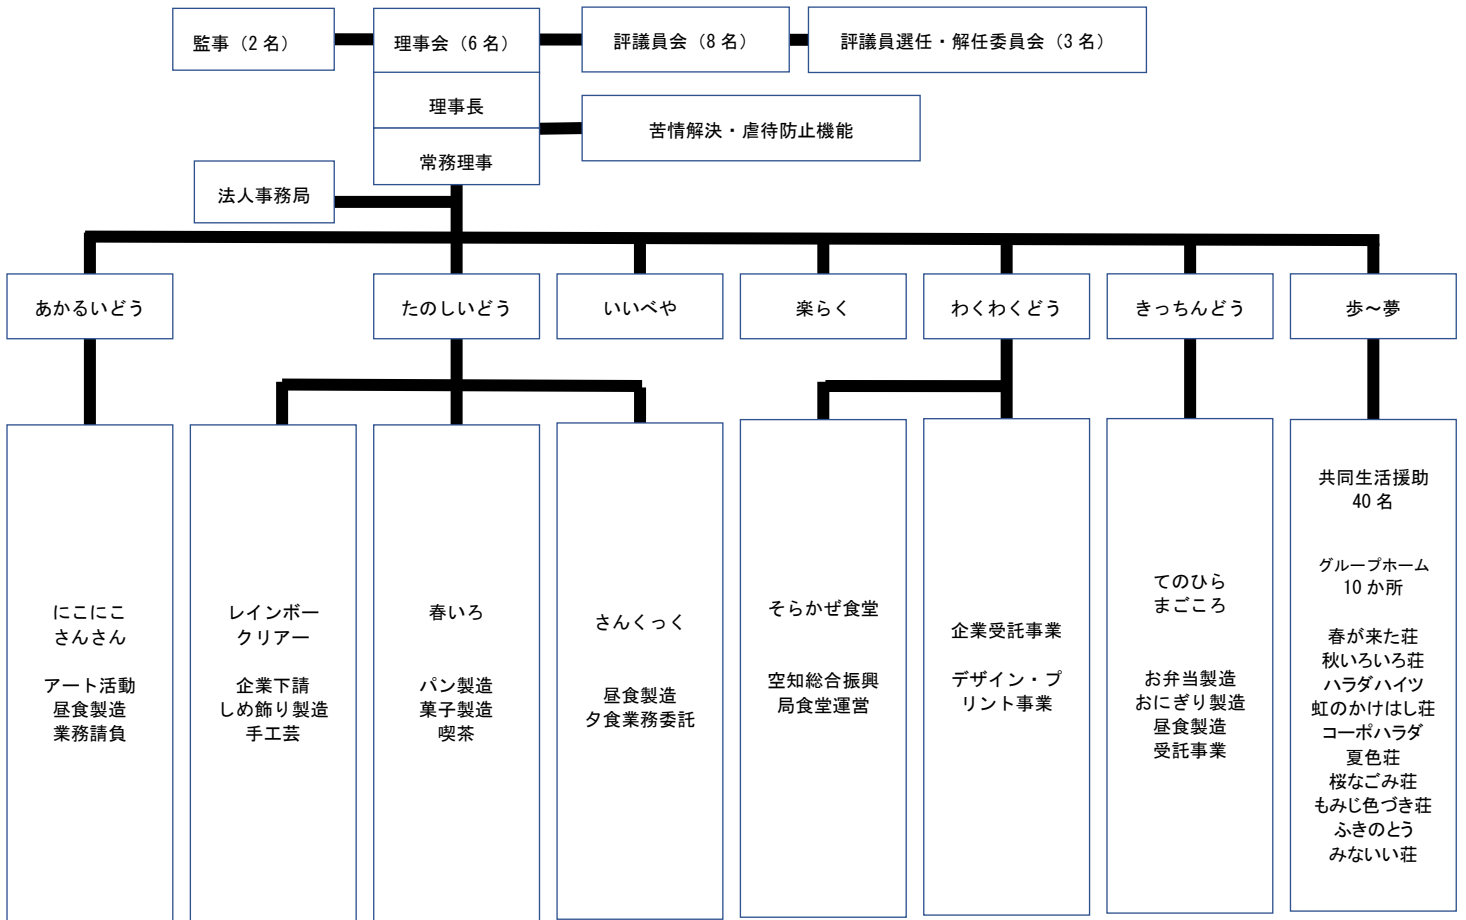 監事（2 名）
理事会（6 名）
評議員会（8 名）
評議員選任・解任委員会（3 名）
理事長
苦情解決・虐待防止機能
常務理事
法人事務局
あかるいどう
たのしいどう
いいべや
楽らく
わくわくどう
きっちんどう
歩～夢
にこにこ
さんさん
アート活動
昼食製造
業務請負
レインボー
クリアー
企業下請
しめ飾り製造
手工芸
春いろ
パン製造
菓子製造
喫茶
さんくっく
昼食製造
夕食業務委託
そらかぜ食堂
空知総合振興
局食堂運営
企業受託事業
デザイン・プ
リント事業
てのひら
まごころ
お弁当製造
おにぎり製造
昼食製造
受託事業
共同生活援助
40 名
グループホーム
10 か所
春が来た荘
秋いろいろ荘
ハラダハイツ
虹のかけはし荘
コーポハラダ
夏色荘
桜なごみ荘
もみじ色づき荘
ふきのとう
みないい荘